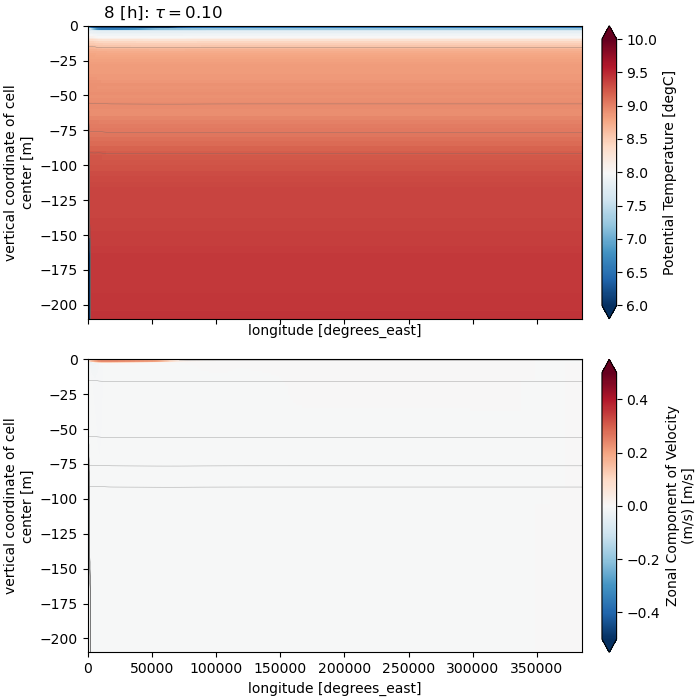 8 [h]: τ = 0.10
0
−25
−50
−75
−100
−125
−150
−175
−200
vertical coordinate of cell
center [m]
longitude [degrees_east]
10.0
9.5
9.0
8.5
8.0
7.5
7.0
6.5
6.0
Potential Temperature [degC]
0
−25
−50
−75
−100
−125
−150
−175
−200
vertical coordinate of cell
center [m]
0 50000 100000 150000 200000 250000 300000 350000
longitude [degrees_east]
0.4
0.2
0.0
−0.2
−0.4
Zonal Component of Velocity
(m/s) [m/s]